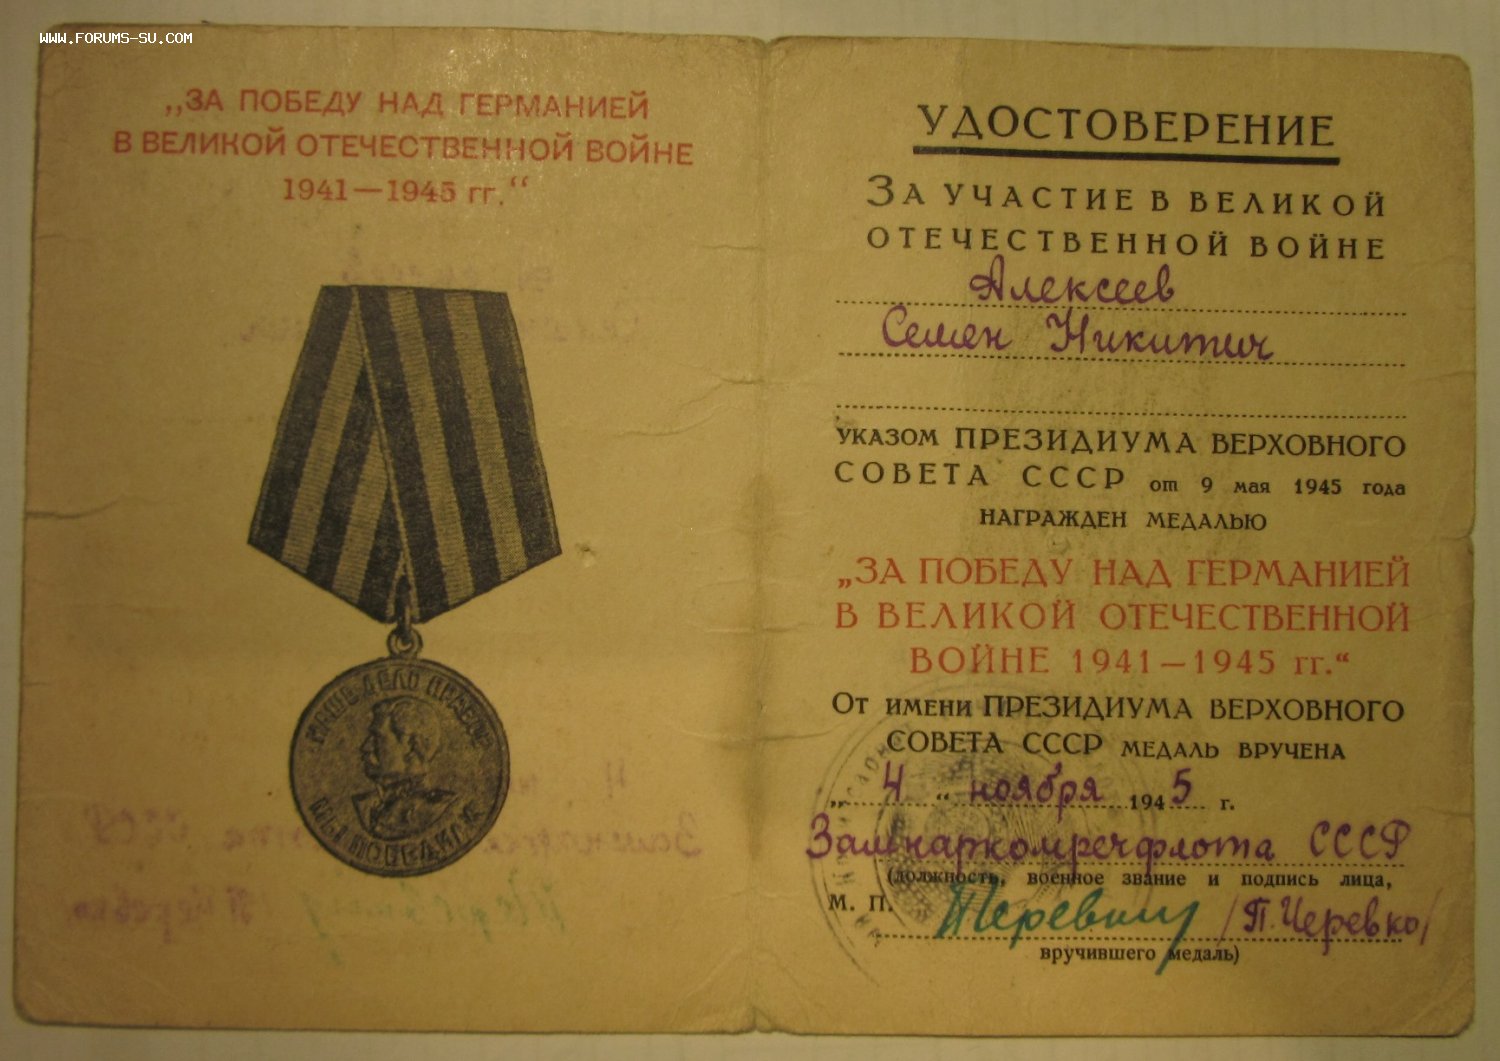 WWW.FORUMS-SU.COM
„ЗА ПОБЕДУ НАД ГЕРМАНИЕЙ
В ВЕЛИКОЙ ОТЕЧЕСТВЕННОЙ ВОЙНЕ
1941—1945 гг.“
НАШЕ ДЕЛО ПРАВОЕ
МЫ ПОБЕДИЛИ
УДОСТОВЕРЕНИЕ
ЗА УЧАСТИЕ В ВЕЛИКОЙ
ОТЕЧЕСТВЕННОЙ ВОЙНЕ
Алексеев
Семен Никитич
УКАЗОМ ПРЕЗИДИУМА ВЕРХОВНОГО
СОВЕТА СССР от 9 мая 1945 года
НАГРАЖДЕН МЕДАЛЬЮ
„ЗА ПОБЕДУ НАД ГЕРМАНИЕЙ
В ВЕЛИКОЙ ОТЕЧЕСТВЕННОЙ
ВОЙНЕ 1941—1945 гг.“
От имени ПРЕЗИДИУМА ВЕРХОВНОГО
СОВЕТА СССР МЕДАЛЬ ВРУЧЕНА
„ 4 “ ноября 1945 г.
Замнаркомречфлота СССР
(должность, военное звание и подпись лица,
М. П. /П. Черевко/
вручившего медаль)